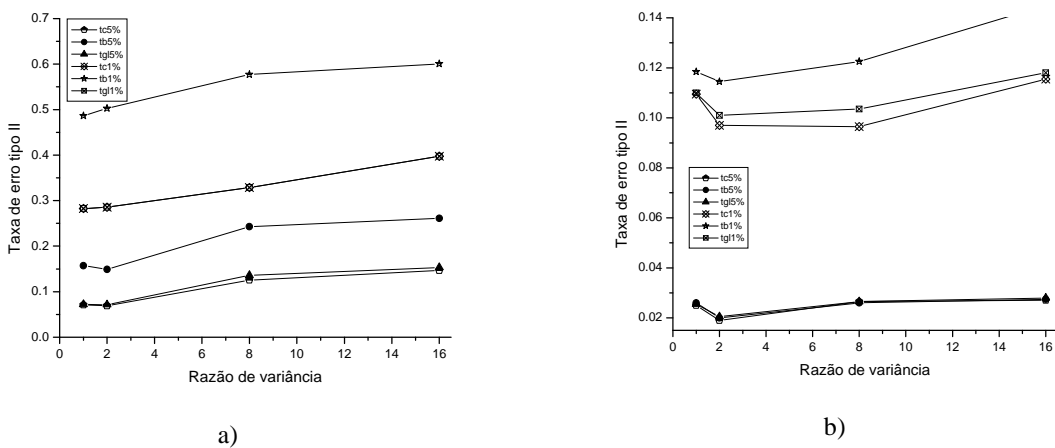 0.7
0.6
0.5
0.4
0.3
0.2
0.1
0.0
Taxa de erro tipo II
tc5%
tb5%
tgl5%
tc1%
tb1%
tgl1%
0 2 4 6 8 10 12 14 16
Razão de variância
a)
0.14
0.12
0.10
0.08
0.06
0.04
0.02
Taxa de erro tipo II
tc5%
tb5%
tgl5%
tc1%
tb1%
tgl1%
0 2 4 6 8 10 12 14 16
Razão de variância
b)